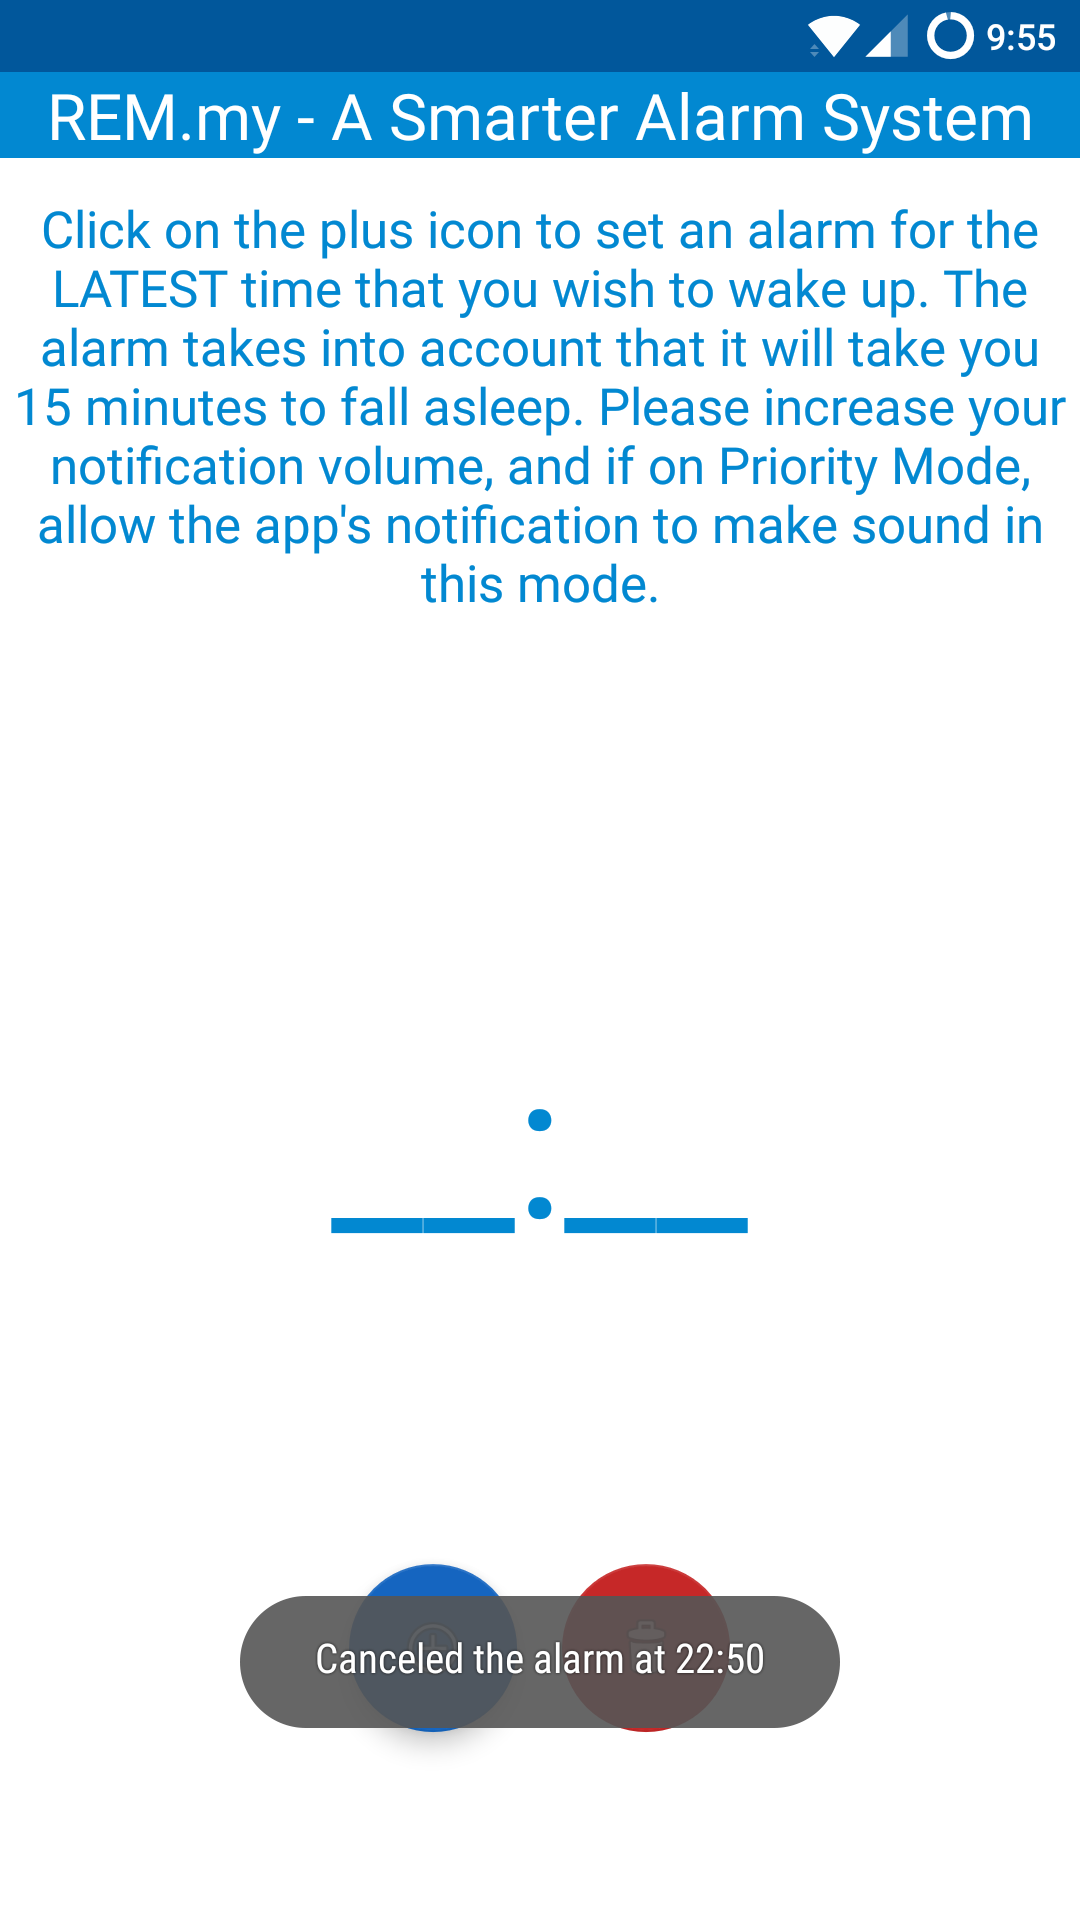 9:55
REM.my - A Smarter Alarm System
Click on the plus icon to set an alarm for the
LATEST time that you wish to wake up. The
alarm takes into account that it will take you
15 minutes to fall asleep. Please increase your
notification volume, and if on Priority Mode,
allow the app's notification to make sound in
this mode.
__:__
Canceled the alarm at 22:50